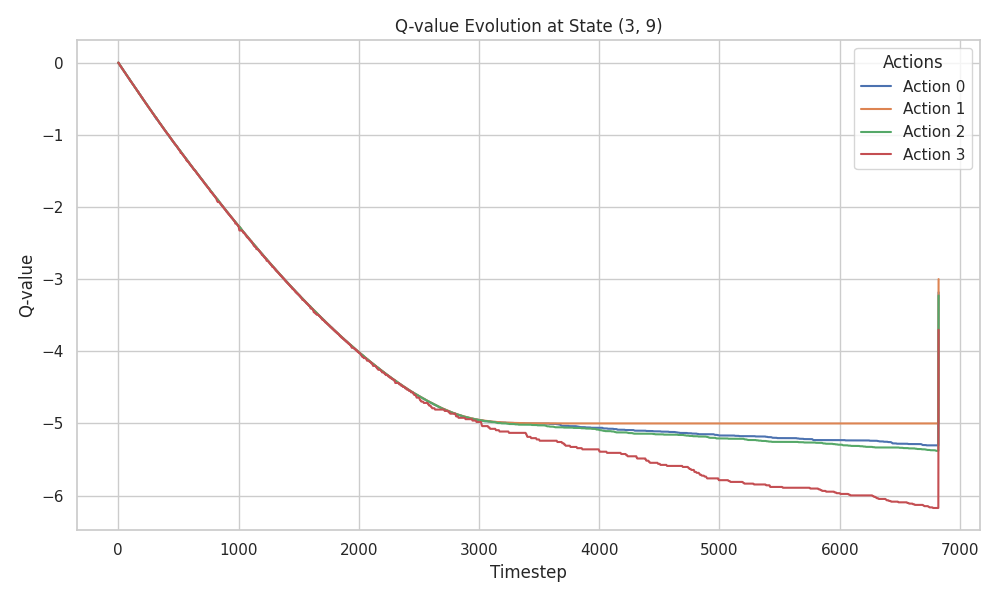 Q-value Evolution at State (3, 9)
Actions
Action 0
Action 1
Action 2
Action 3
Q-value
0
−1
−2
−3
−4
−5
−6
0 1000 2000 3000 4000 5000 6000 7000
Timestep